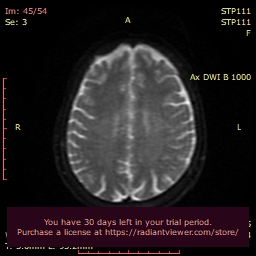 Im: 45/54
Se: 3
A
STP111
STP111
F
Ax DWI B 1000
R
L
You have 30 days left in your trial period.
Purchase a license at https://radiantviewer.com/store/